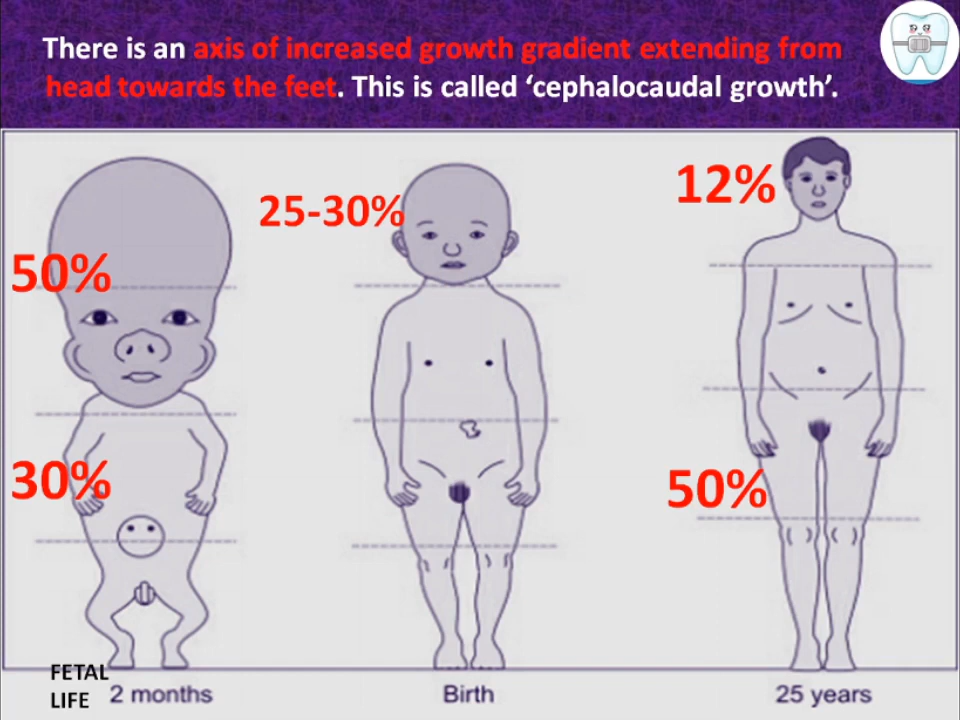 There is an axis of increased growth gradient extending from
head towards the feet. This is called ‘cephalocaudal growth’.
50%
30%
25-30%
12%
50%
FETAL
LIFE
2 months
Birth
25 years